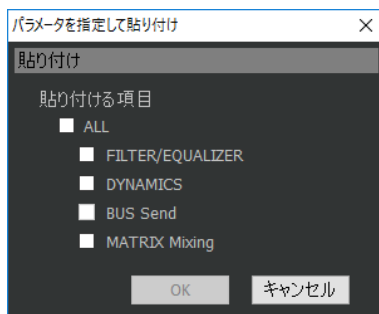 パラメータを指定して貼り付け
貼り付け
貼り付ける項目
ALL
FILTER/EQUALIZER
DYNAMICS
BUS Send
MATRIX Mixing
OK キャンセル